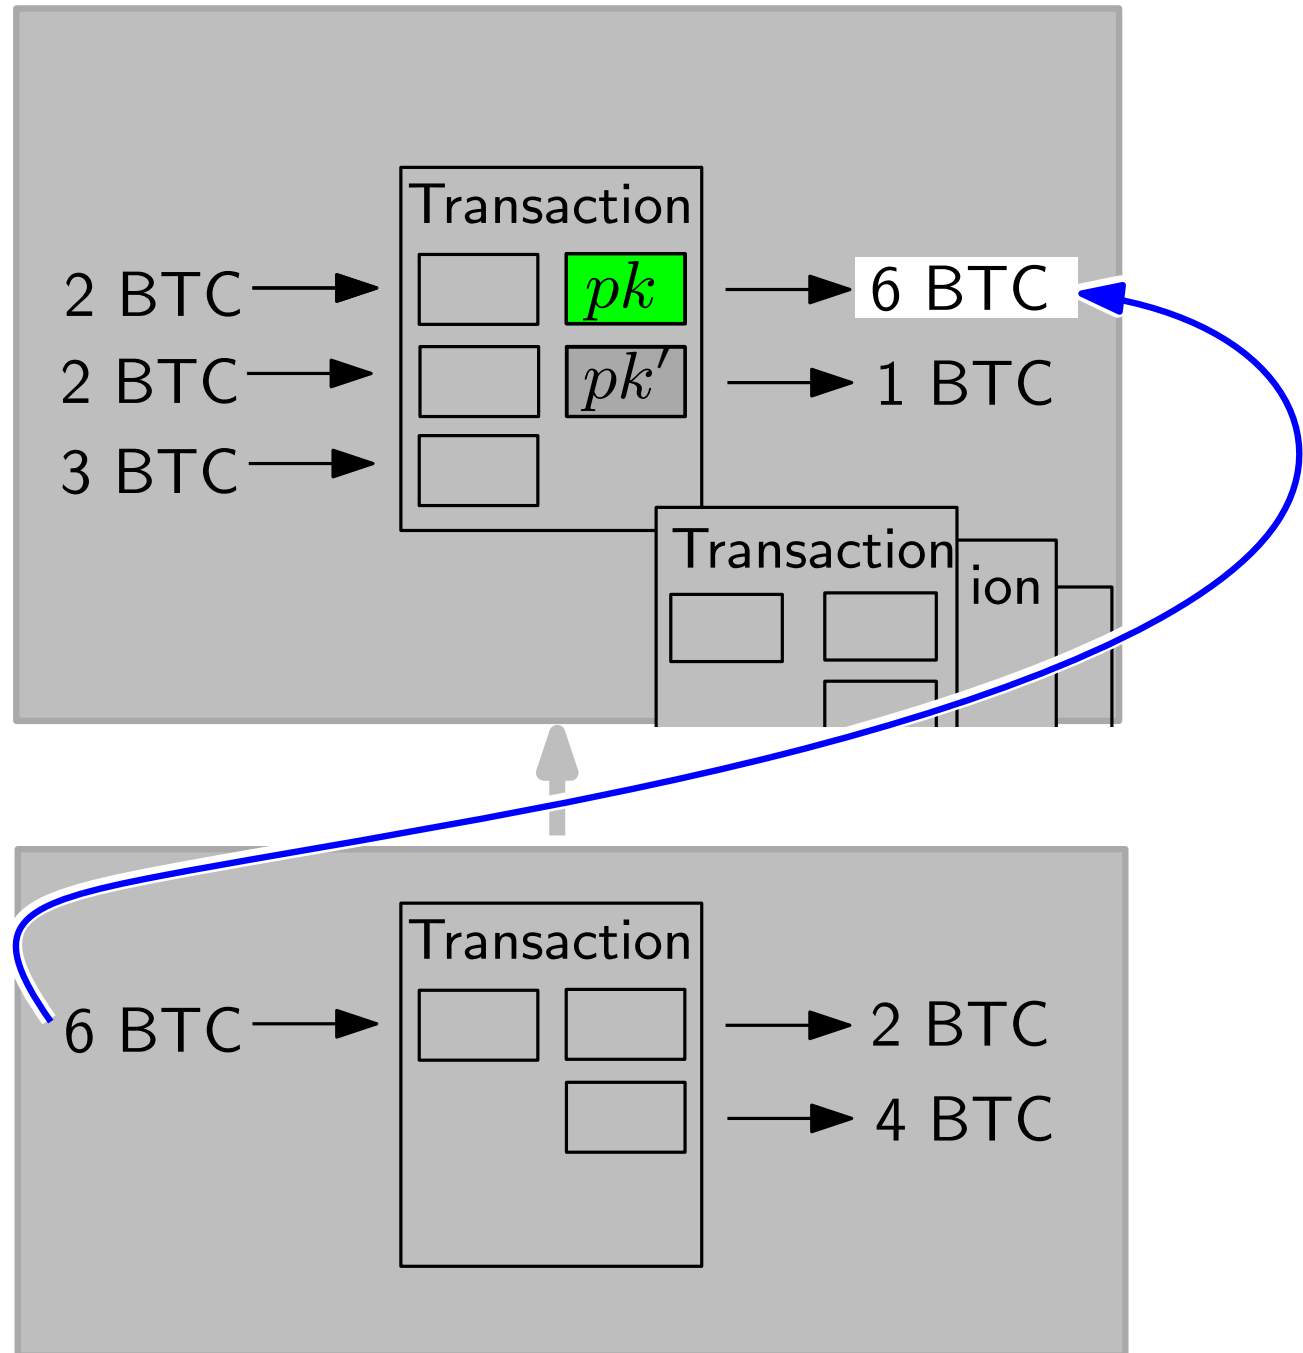 Transaction
2 BTC
pk
6 BTC
2 BTC
pk′
1 BTC
3 BTC
Transaction
ion
Transaction
6 BTC
2 BTC
4 BTC